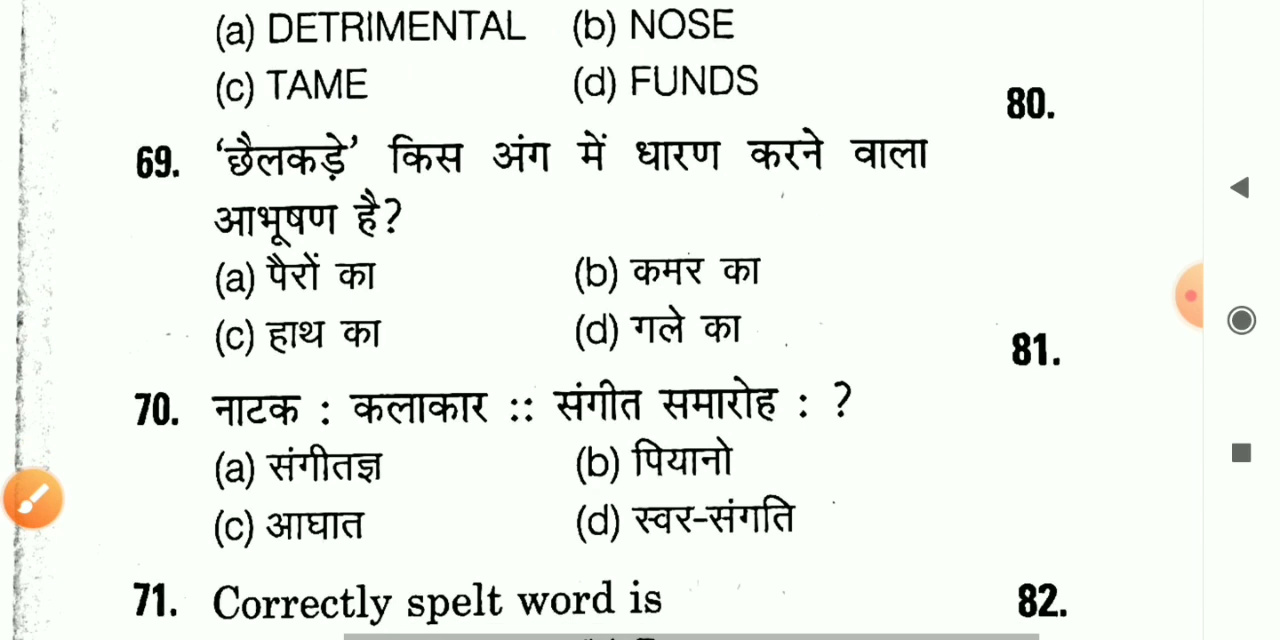 (a) DETRIMENTAL (b) NOSE
(c) TAME (d) FUNDS
80.
69. ‘छैलकड़े’ किस अंग में धारण करने वाला
आभूषण है?
(a) पैरों का (b) कमर का
(c) हाथ का (d) गले का
81.
70. नाटक : कलाकार :: संगीत समारोह : ?
(a) संगीतज्ञ (b) पियानो
(c) आघात (d) स्वर-संगति
71. Correctly spelt word is
82.